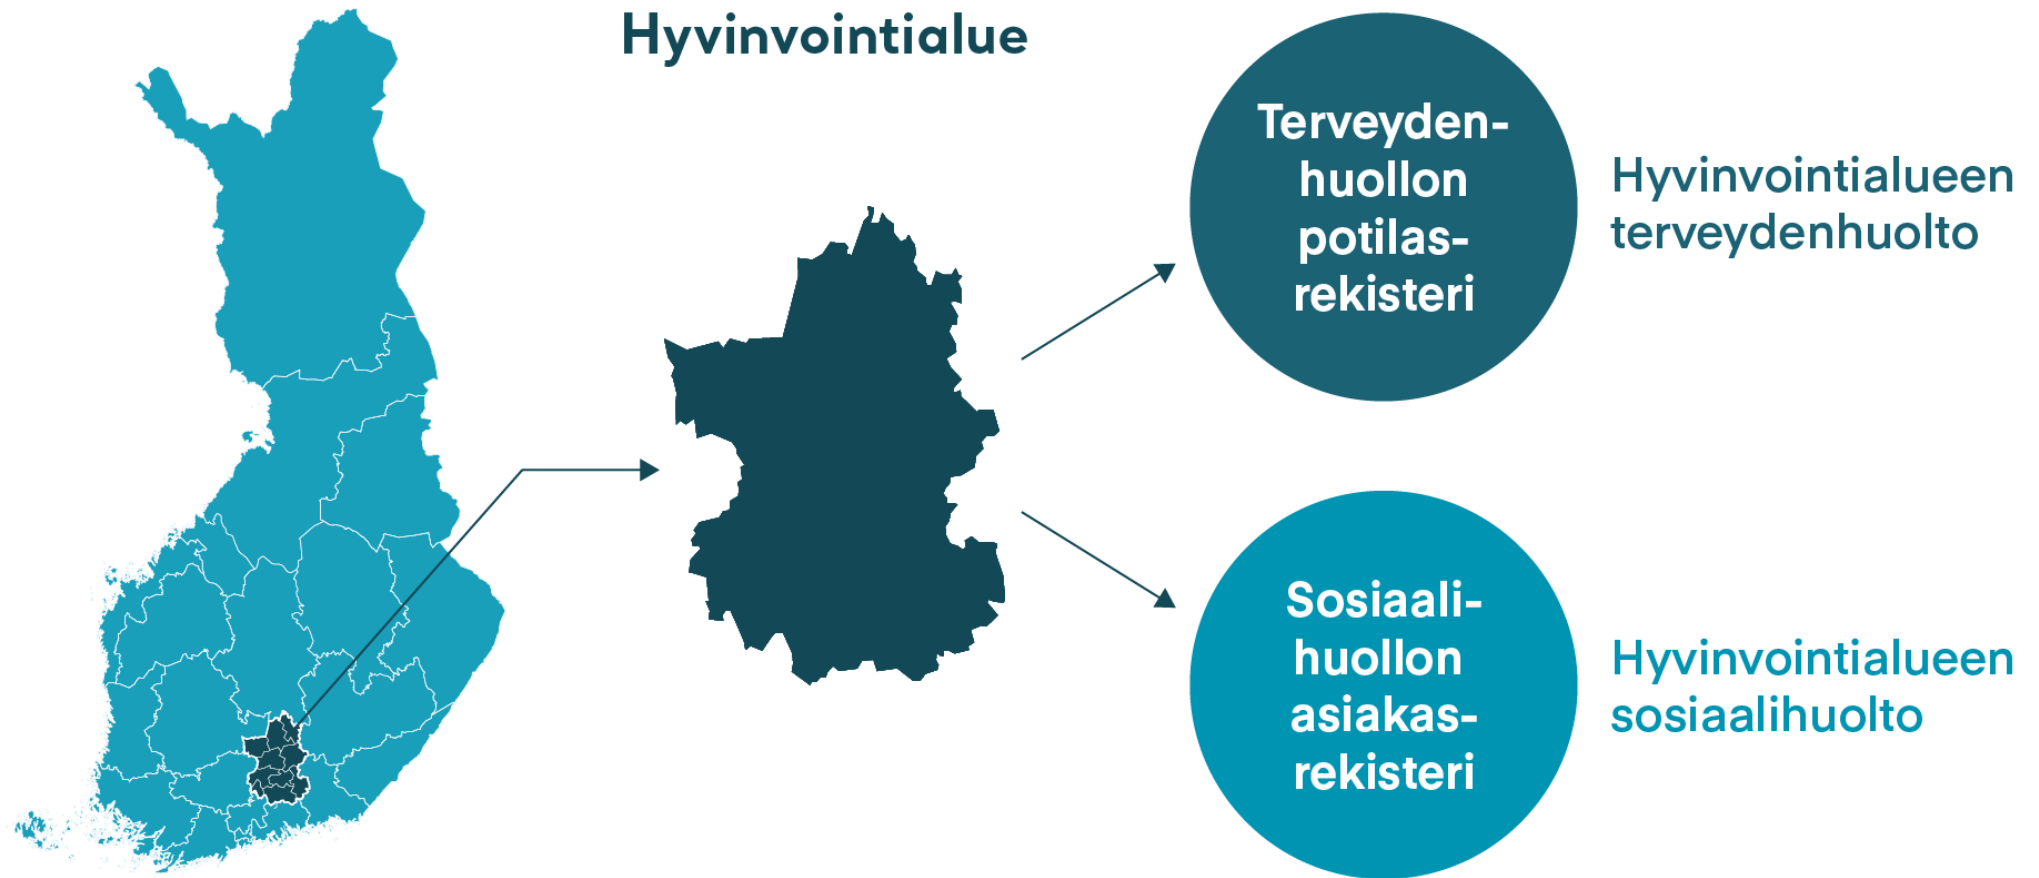 Hyvinvointialue
Terveyden-
huollon
potilas-
rekisteri
Hyvinvointialueen
terveydenhuolto
Sosiaali-
huollon
asiakas-
rekisteri
Hyvinvointialueen
sosiaalihuolto